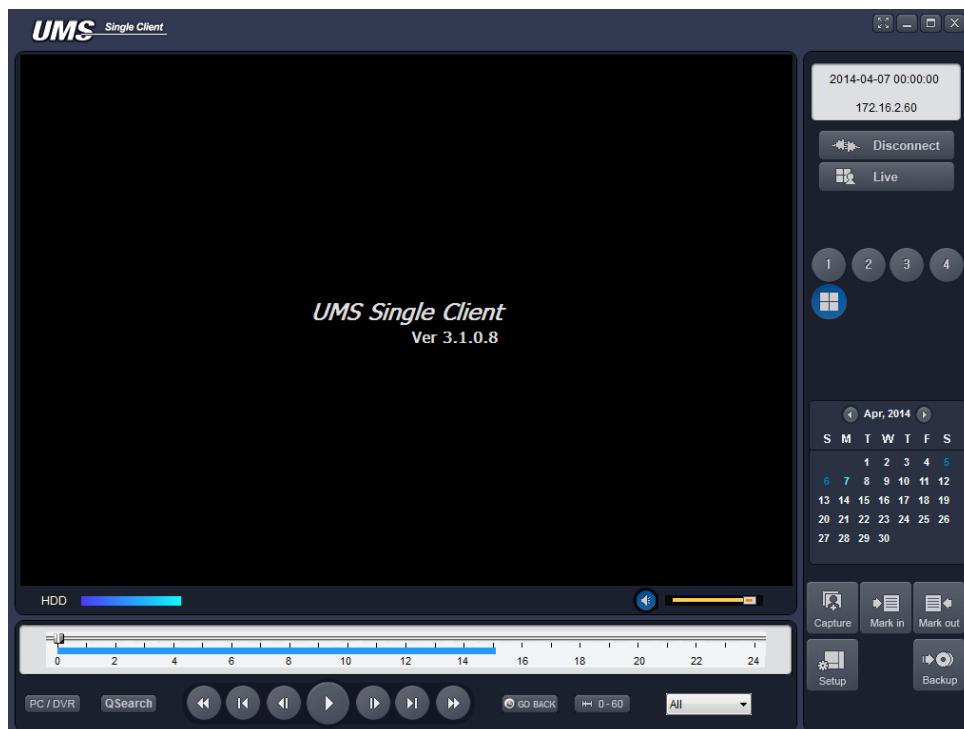 UMS Single Client
2014-04-07 00:00:00
172.16.2.60
Disconnect
Live
1 2 3 4
UMS Single Client
Ver 3.1.0.8
Apr, 2014
S M T W T F S
1 2 3 4 5
6 7 8 9 10 11 12
13 14 15 16 17 18 19
20 21 22 23 24 25 26
27 28 29 30
HDD
Capture Mark in Mark out
0 2 4 6 8 10 12 14 16 18 20 22 24
Setup Backup
PC / DVR QSearch GO BACK 0-60 All